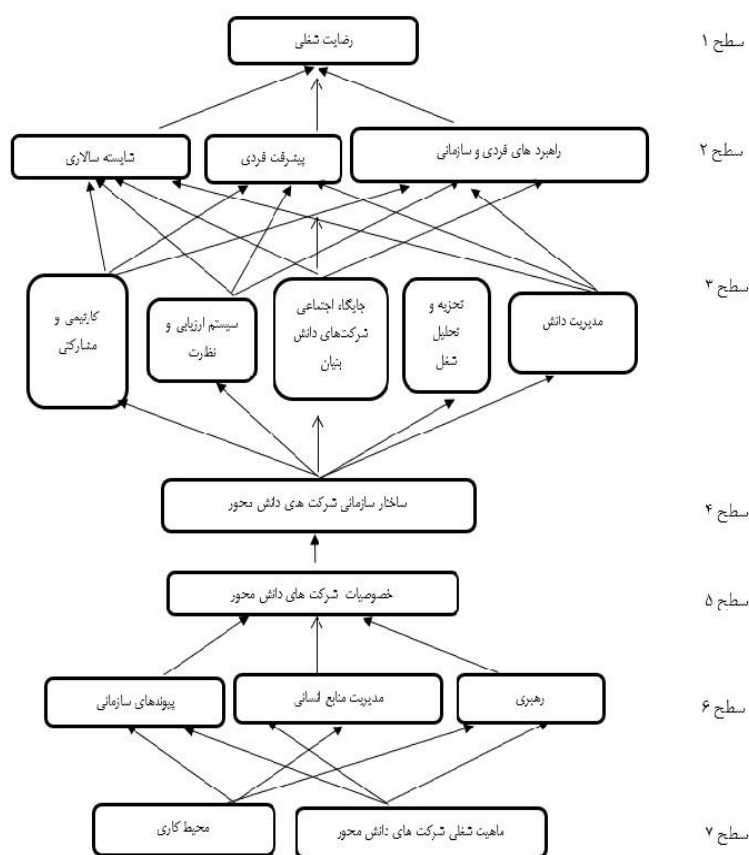 سطح ۱
رضایت شغلی
سطح ۲
راهبرد های فردی و سازمانی
پیشرفت فردی
شایسته سالاری
سطح ۳
مدیریت دانش
تجزیه و
تحلیل
شغل
جایگاه اجتماعی
شرکت‌های دانش
بنیان
سیستم ارزیابی و
نظارت
کارتیمی و
مشارکتی
سطح ۴
ساختار سازمانی شرکت های دانش محور
سطح ۵
خصوصیات شرکت های دانش محور
سطح ۶
رهبری
مدیریت منابع انسانی
پیوندهای سازمانی
سطح ۷
ماهیت شغلی شرکت های دانش محور
محیط کاری